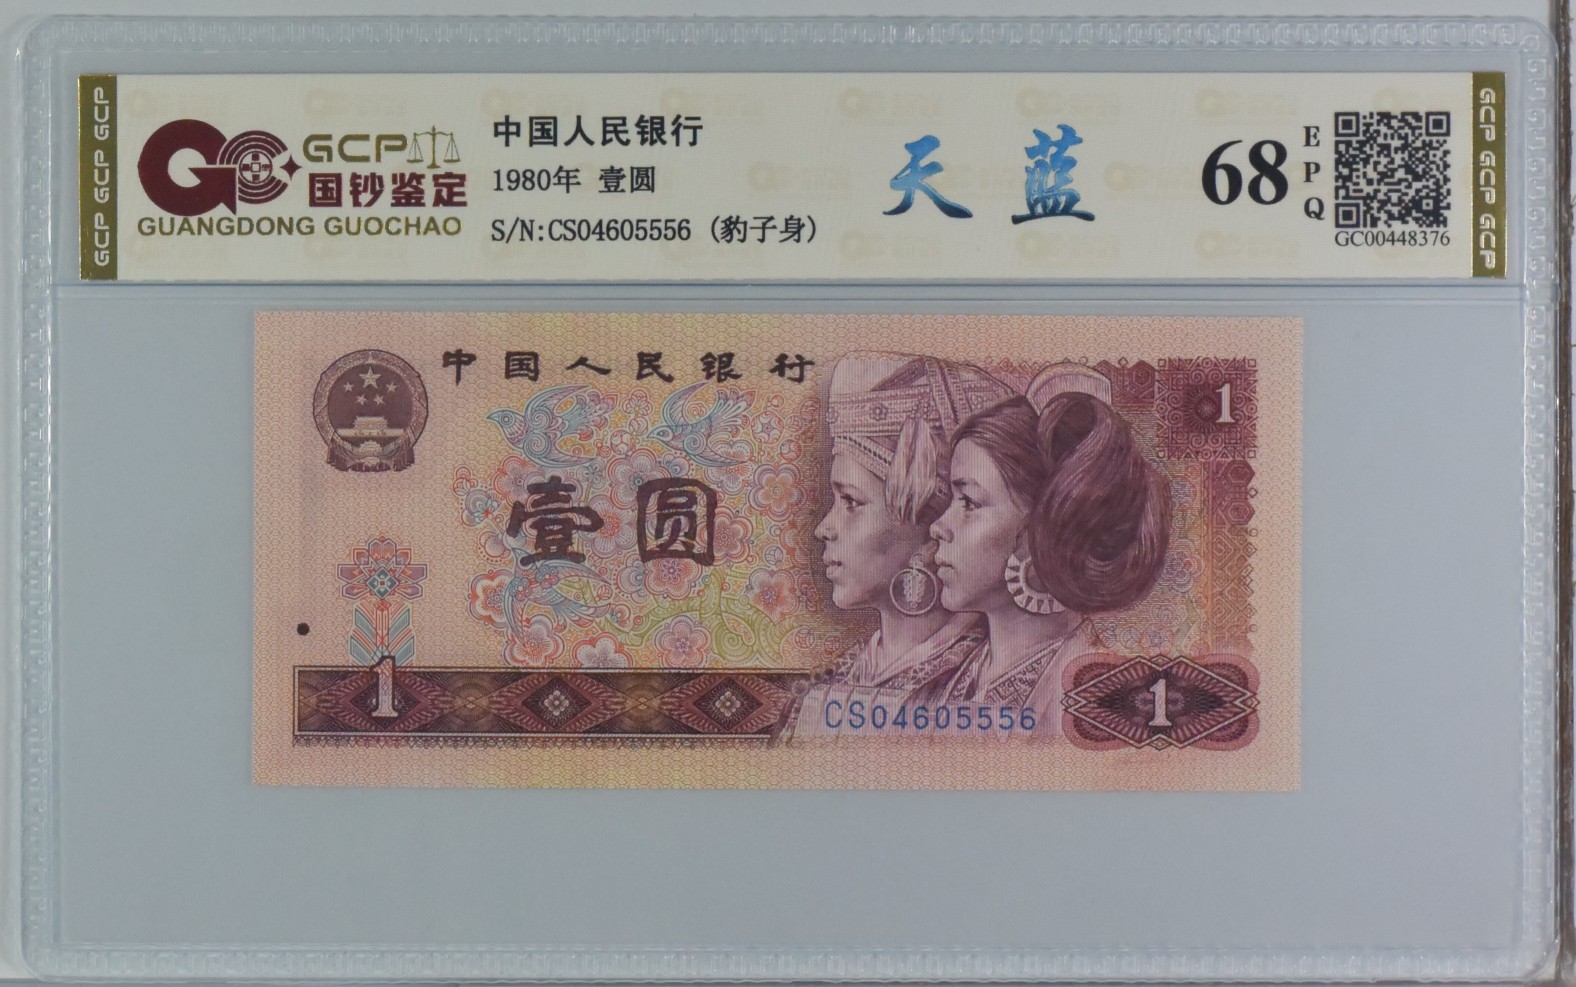 GCP GCP GCP
GCP
国钞鉴定
GUANGDONG GUOCHAO
中国人民银行
1980年 壹圆
S/N:CS04605556 (豹子身)
天蓝
68
EPQ
GC00448376
GCP GCP GCP
中国人民银行
1
壹圆
1
CS04605556
1